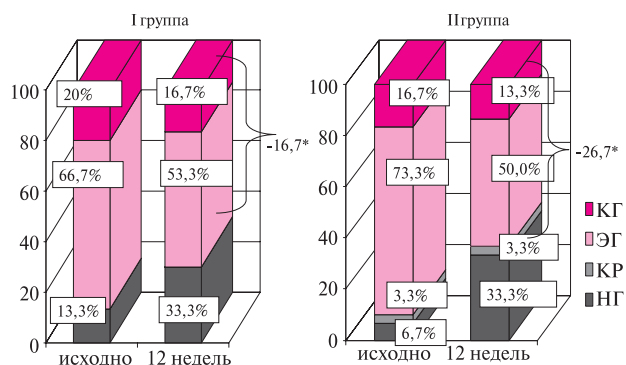 I группа
100
80
60
40
20
0
20%
66,7%
13,3%
16,7%
53,3%
33,3%
-16,7*
исходно
12 недель
II группа
100
80
60
40
20
0
16,7%
73,3%
3,3%
6,7%
13,3%
50,0%
3,3%
33,3%
-26,7*
исходно
12 недель
КГ
ЭГ
КР
НГ